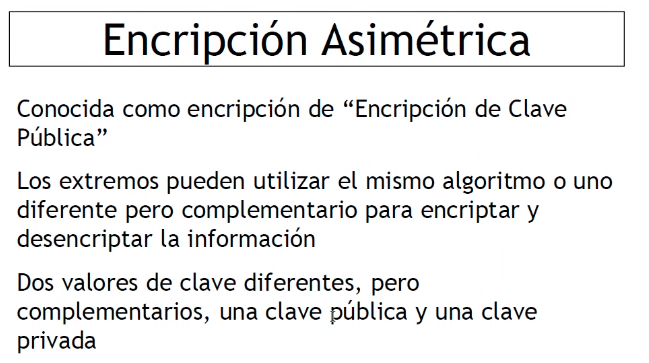 Encripción Asimétrica
Conocida como encripción de “Encripción de Clave
Pública”
Los extremos pueden utilizar el mismo algoritmo o uno
diferente pero complementario para encriptar y
desencriptar la información
Dos valores de clave diferentes, pero
complementarios, una clave pública y una clave
privada